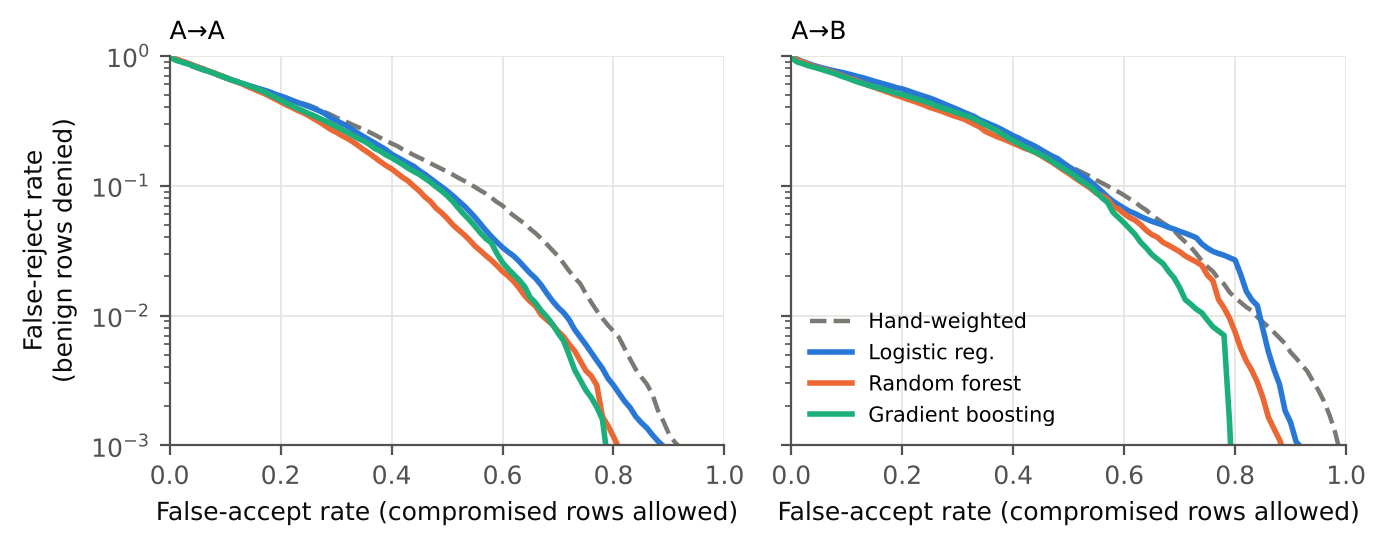 A→A
A→B
False-reject rate
(benign rows denied)
10⁰
10⁻¹
10⁻²
10⁻³
Hand-weighted
Logistic reg.
Random forest
Gradient boosting
0.0 0.2 0.4 0.6 0.8 1.0
0.0 0.2 0.4 0.6 0.8 1.0
False-accept rate (compromised rows allowed)
False-accept rate (compromised rows allowed)